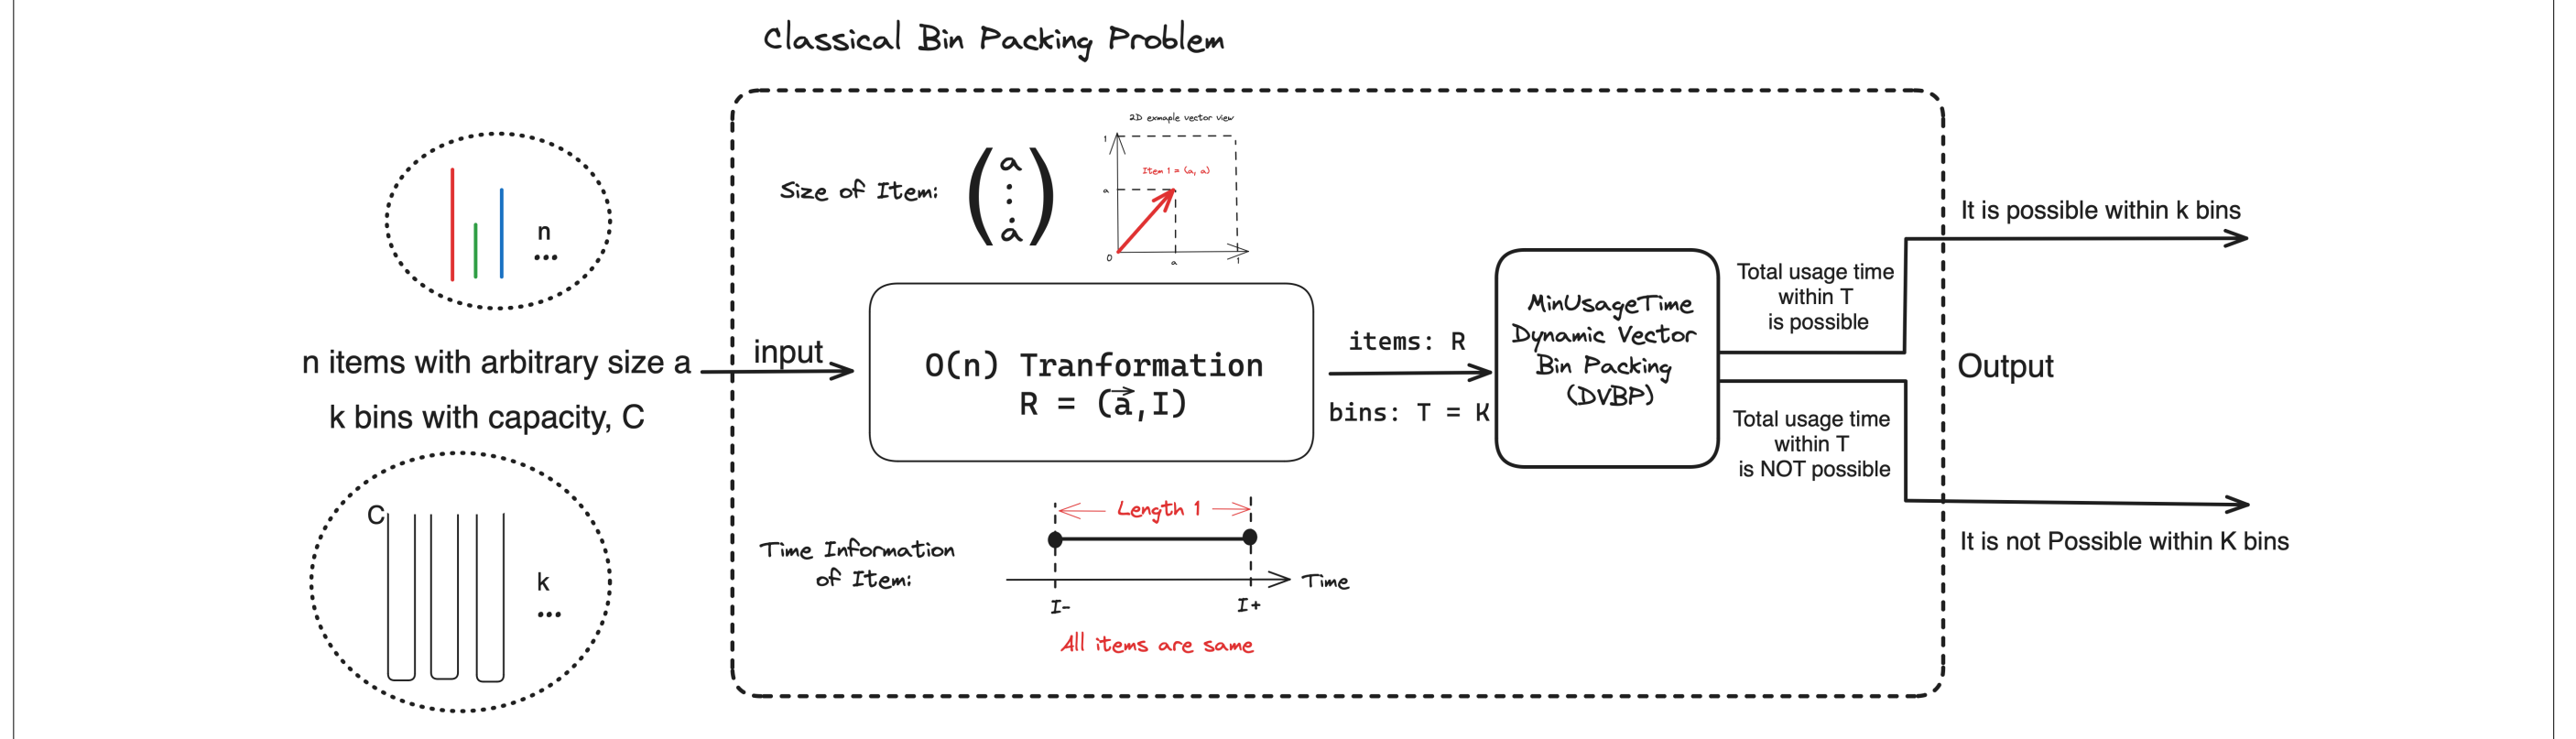 Classical Bin Packing Problem
n
...
n items with arbitrary size a
k bins with capacity, C
C
k
...
input
Size of Item:
(a
⋮
a)
2D exmaple vector view
1
Item 1 = (a, a)
a
0
a
1
O(n) Tranformation
R = (a⃗,I)
Time Information
of Item:
Length 1
Time
I-
I+
All items are same
items: R
bins: T = K
MinUsageTime
Dynamic Vector
Bin Packing
(DVBP)
Total usage time
within T
is possible
Total usage time
within T
is NOT possible
It is possible within k bins
Output
It is not Possible within K bins